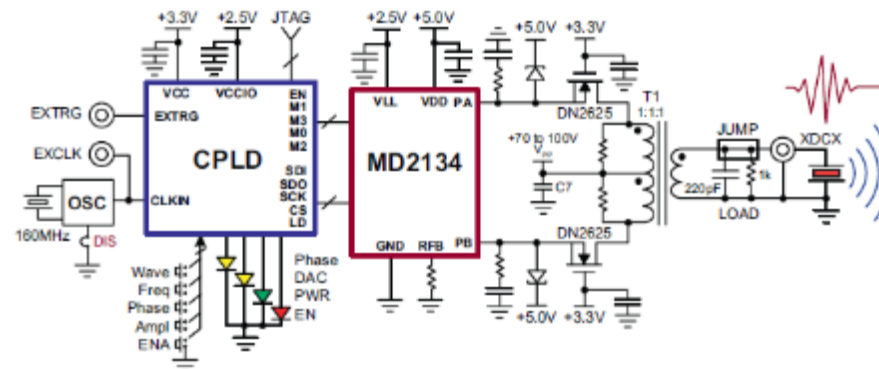 +3.3V +2.5V JTAG +2.5V +5.0V +5.0V +3.3V
VCC VCCIO EN
M1
M3
M0
M2
EXTRG EXTRG
EXCLK
CPLD
SDI
SDO
SCK
CS
LD
OSC CLKIN
160MHz DIS
Wave
Freq
Phase
Ampl
ENA
Phase
DAC
PWR
EN
VLL VDD PA
MD2134
GND RFB PB
DN2625
T1
1:1:1
+70 to 100V
VPP
C7
JUMP XDCX
220pF 1k
LOAD
DN2625
+5.0V +3.3V